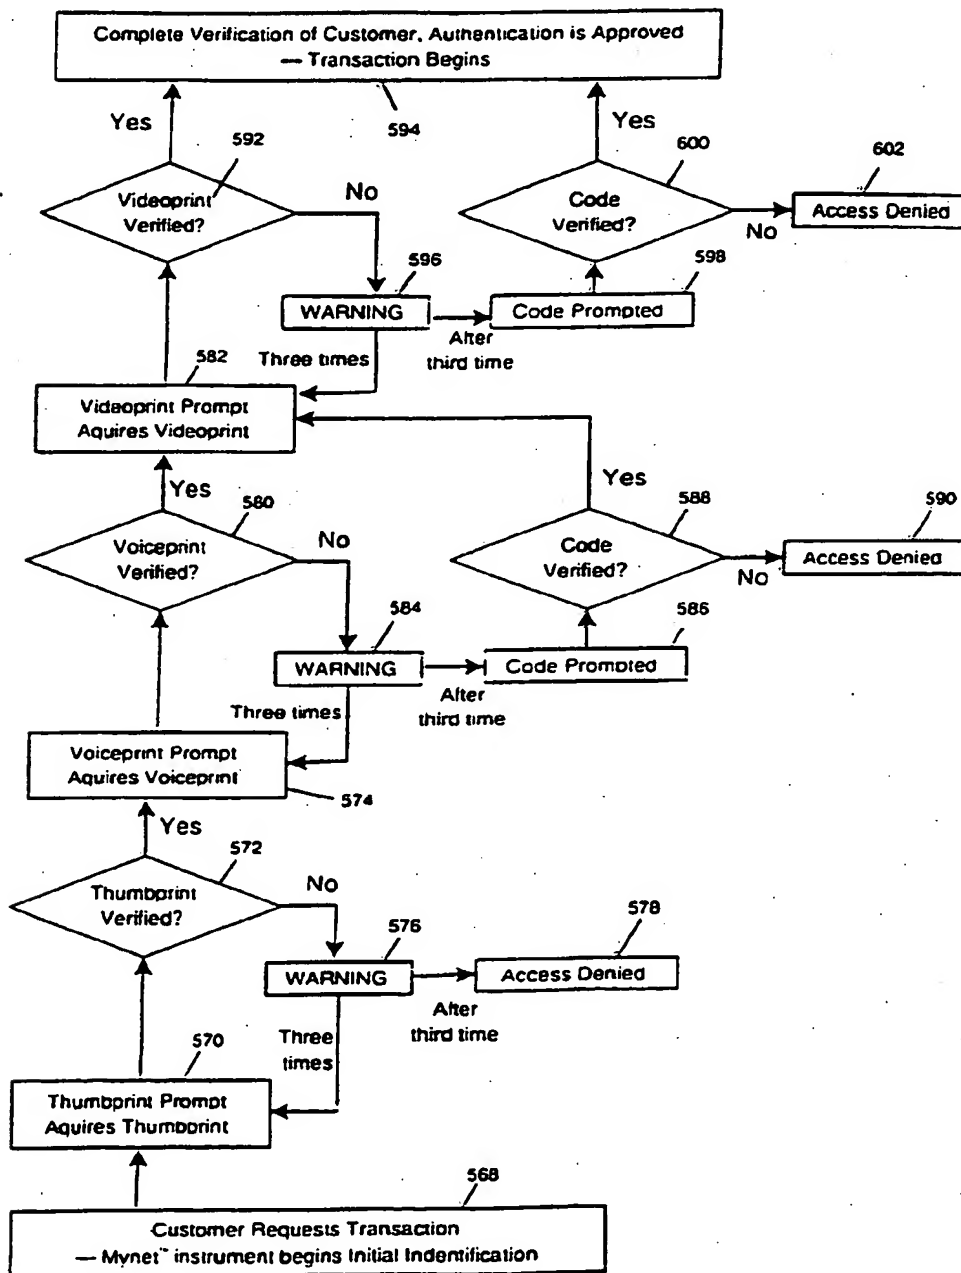 Complete Verification of Customer, Authentication is Approved
— Transaction Begins
594
Yes
Yes
592
600
602
Videoprint
Verified?
No
Code
Verified?
No
Access Denied
596
598
WARNING
After
third time
Code Prompted
Three times
582
Videoprint Prompt
Aquires Videoprint
Yes
Yes
580
588
590
Voiceprint
Verified?
No
Code
Verified?
No
Access Denied
584
586
WARNING
After
third time
Code Prompted
Three times
Voiceprint Prompt
Aquires Voiceprint
574
Yes
572
Thumbprint
Verified?
No
576
578
WARNING
After
third time
Access Denied
Three
times
570
Thumbprint Prompt
Aquires Thumbprint
568
Customer Requests Transaction
— Mynet™ instrument begins Initial Indentification